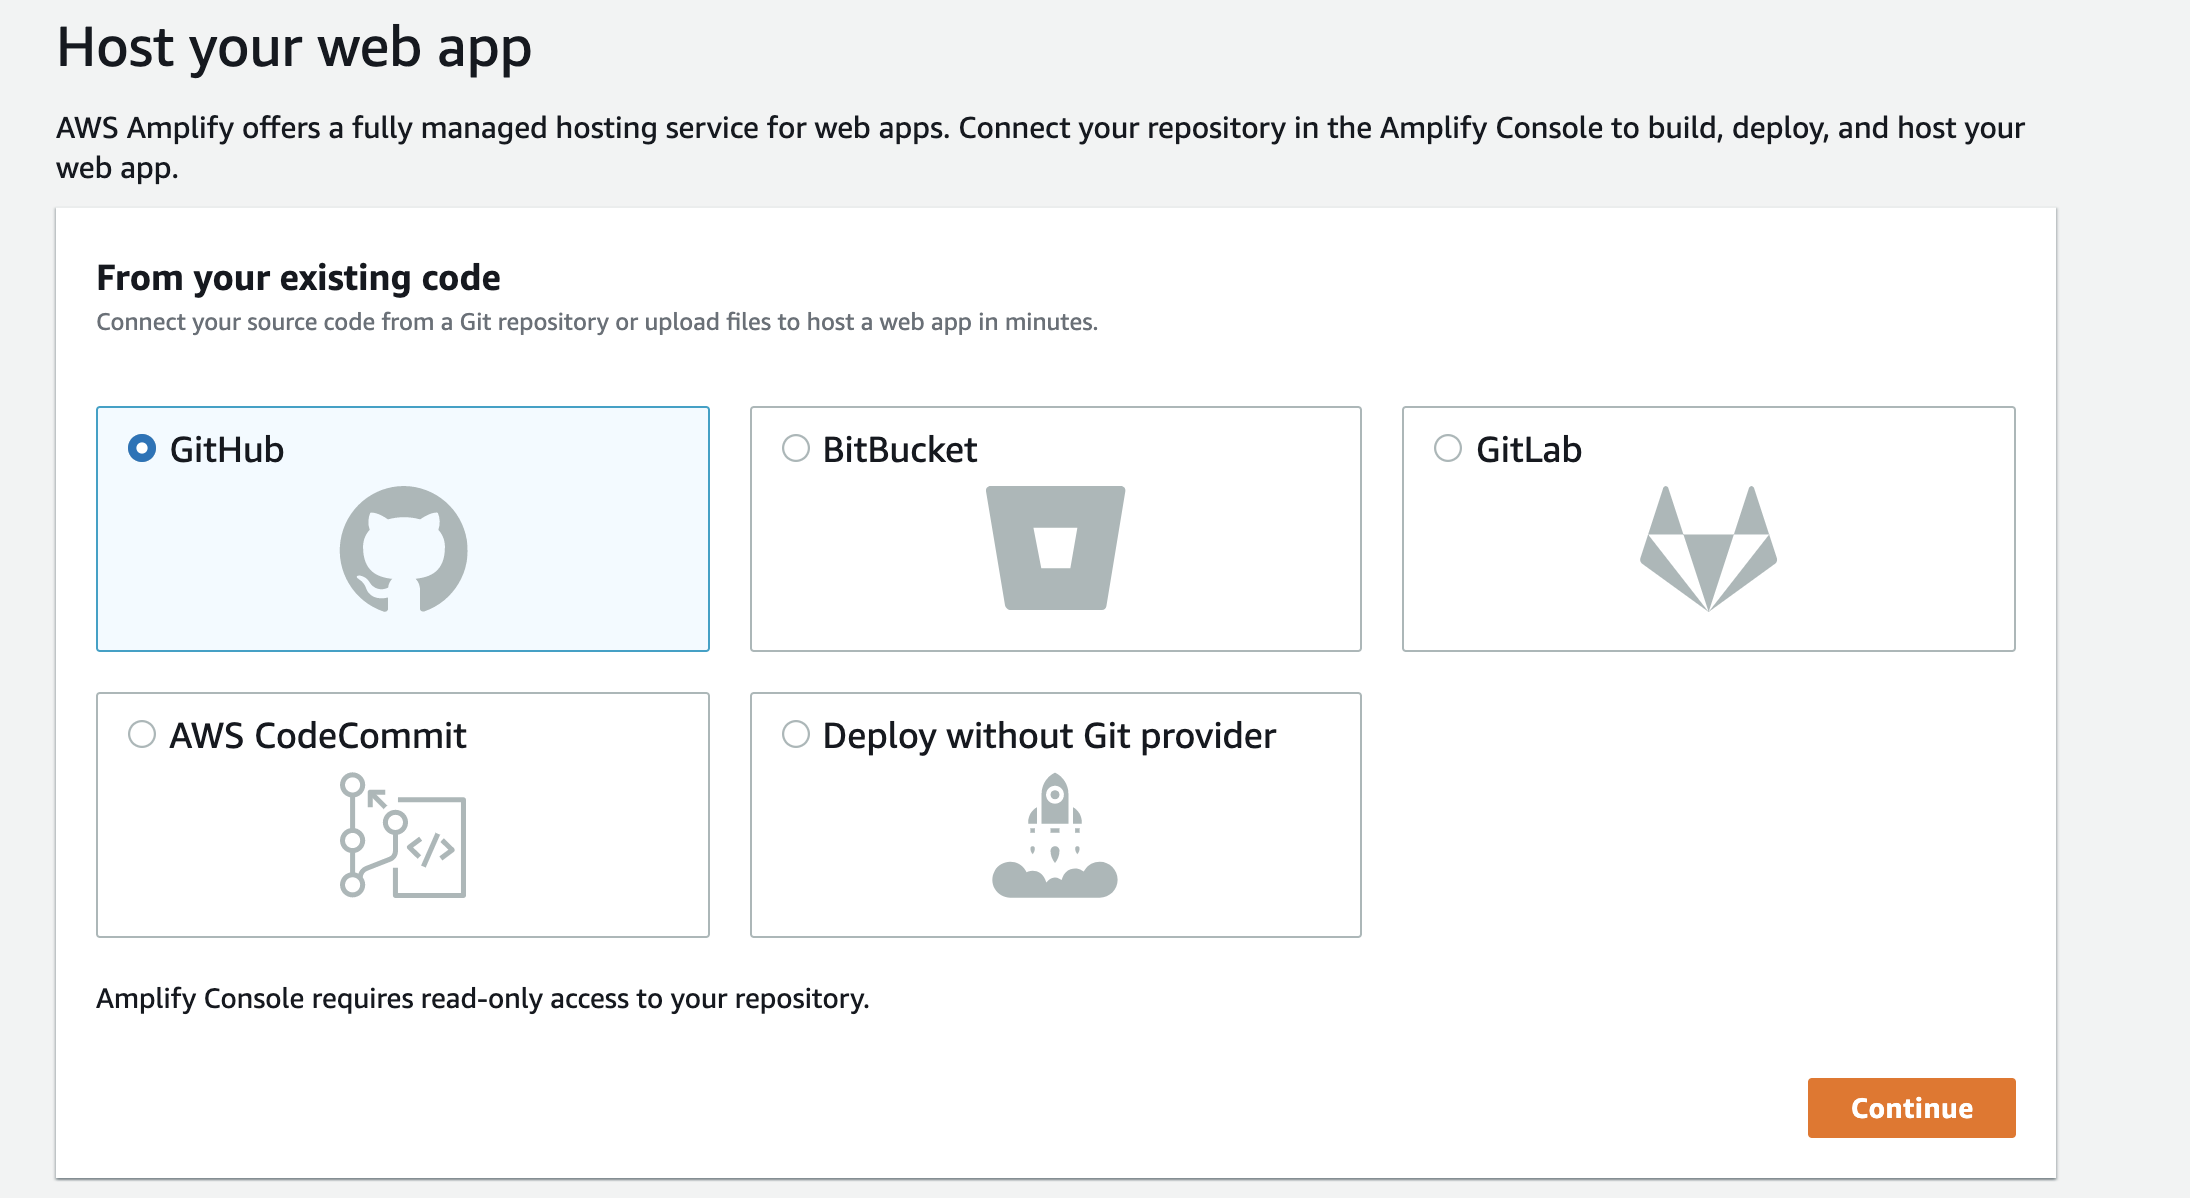 Host your web app
AWS Amplify offers a fully managed hosting service for web apps. Connect your repository in the Amplify Console to build, deploy, and host your
web app.
From your existing code
Connect your source code from a Git repository or upload files to host a web app in minutes.
GitHub
BitBucket
GitLab
AWS CodeCommit
</>
Deploy without Git provider
Amplify Console requires read-only access to your repository.
Continue